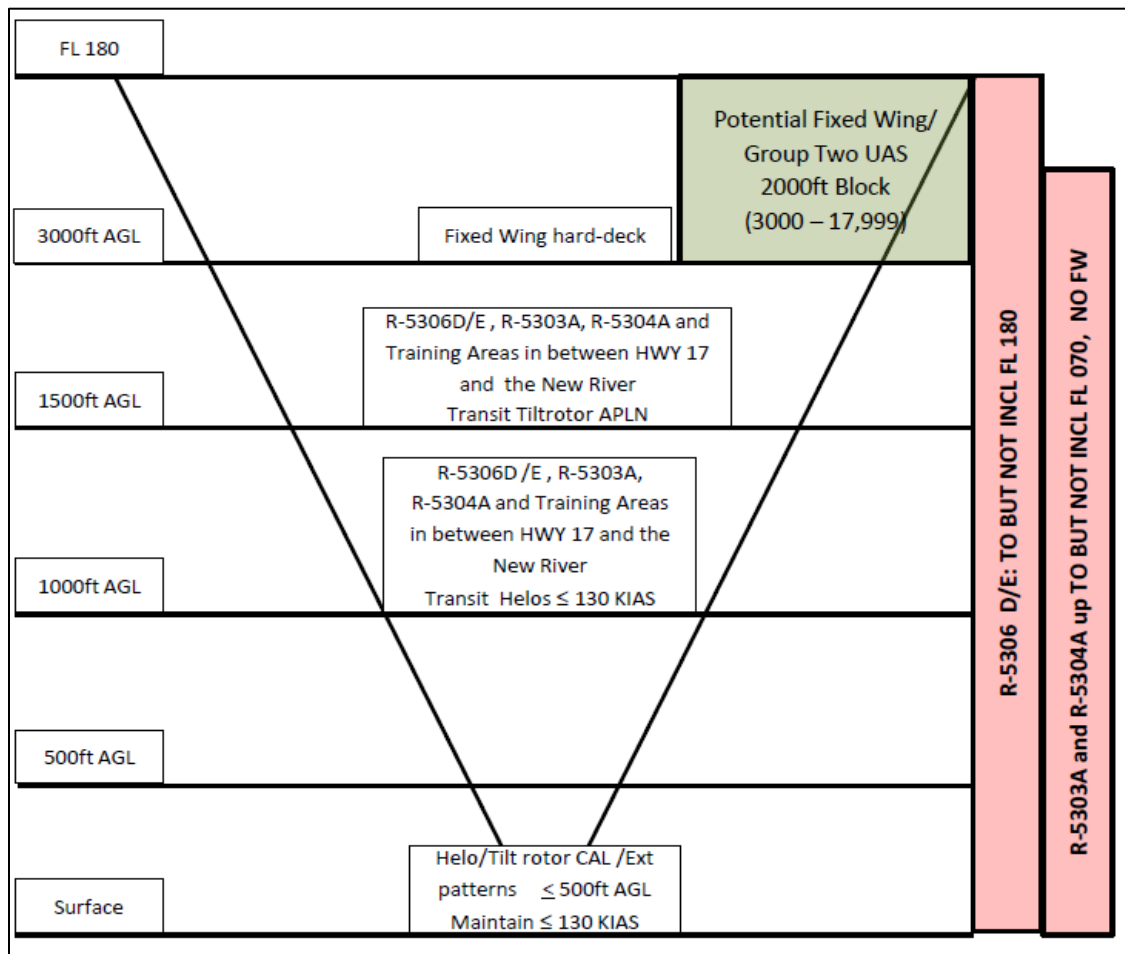 FL 180
Potential Fixed Wing/
Group Two UAS
2000ft Block
(3000 – 17,999)
3000ft AGL
Fixed Wing hard-deck
R-5306D/E , R-5303A, R-5304A and
Training Areas in between HWY 17
and the New River
Transit Tiltrotor APLN
1500ft AGL
R-5306D /E , R-5303A,
R-5304A and Training Areas
in between HWY 17 and the
New River
Transit Helos ≤ 130 KIAS
1000ft AGL
500ft AGL
Helo/Tilt rotor CAL /Ext
patterns ≤ 500ft AGL
Maintain ≤ 130 KIAS
Surface
R-5306 D/E: TO BUT NOT INCL FL 180
R-5303A and R-5304A up TO BUT NOT INCL FL 070, NO FW